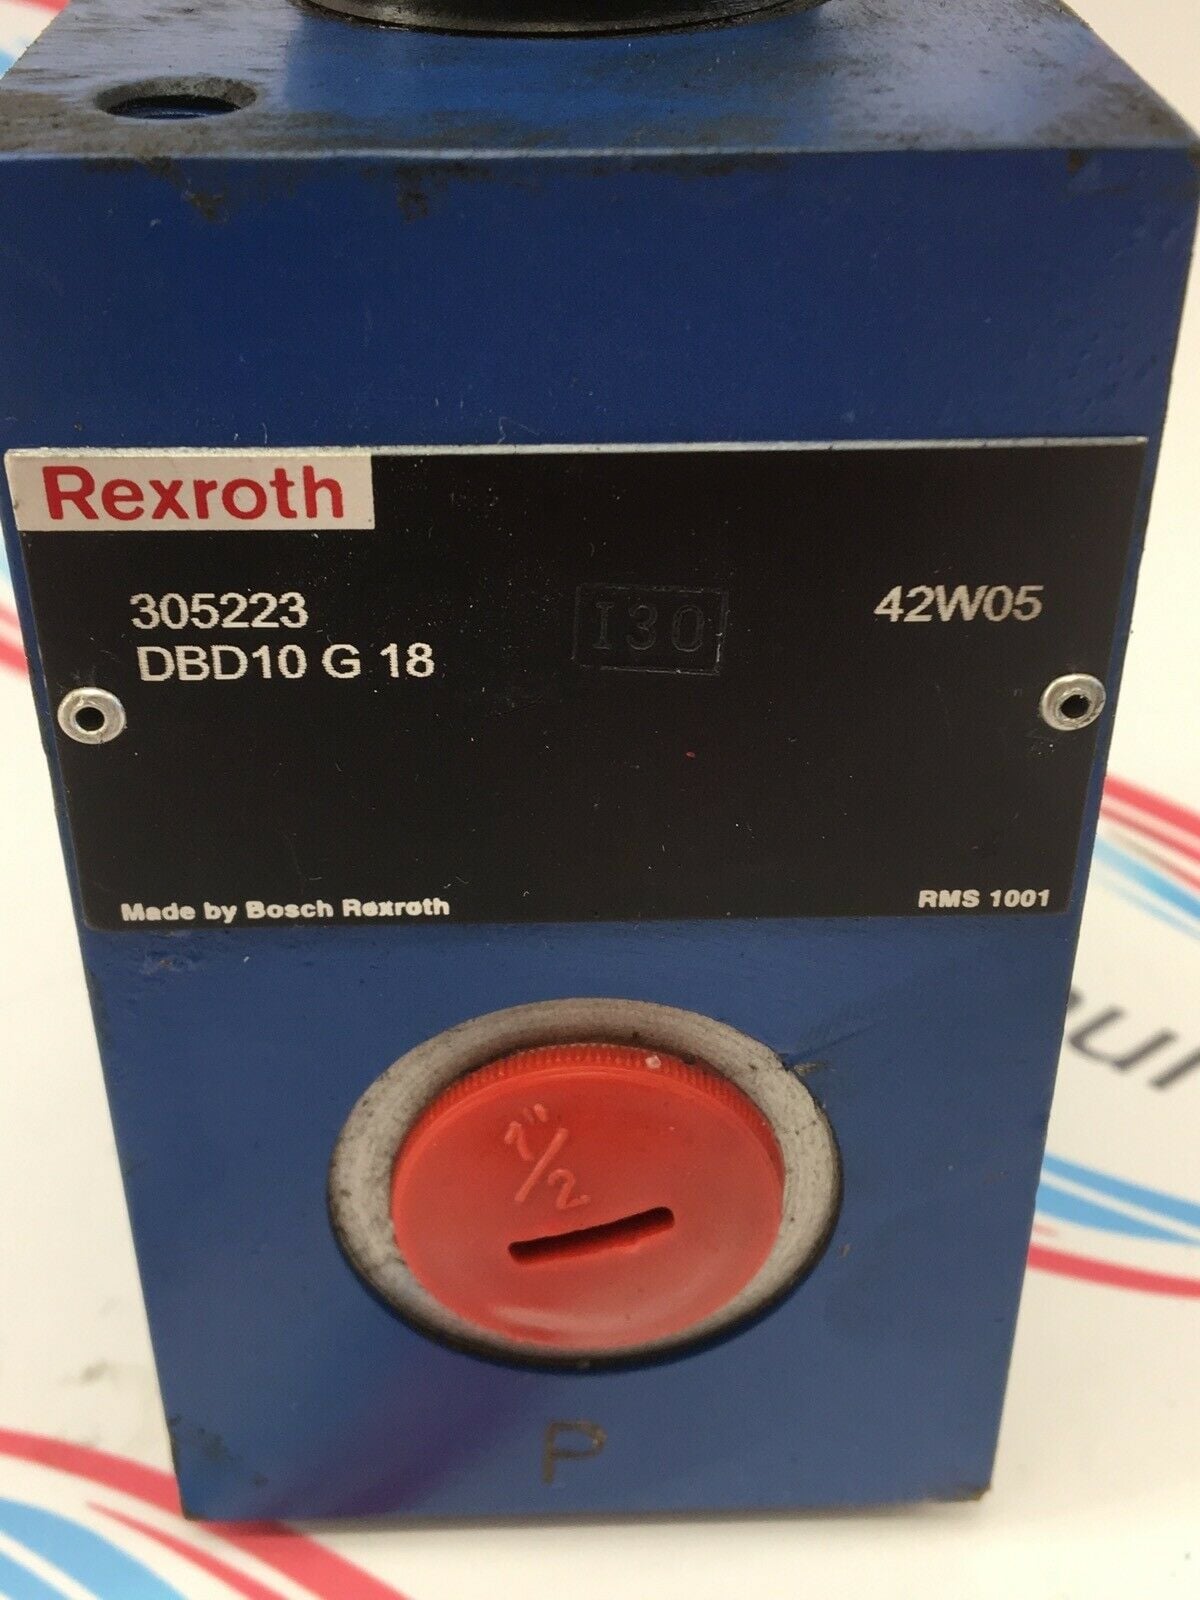 Rexroth
305223
I30
42W05
DBD10 G 18
Made by Bosch Rexroth
RMS 1001
1"/2
P